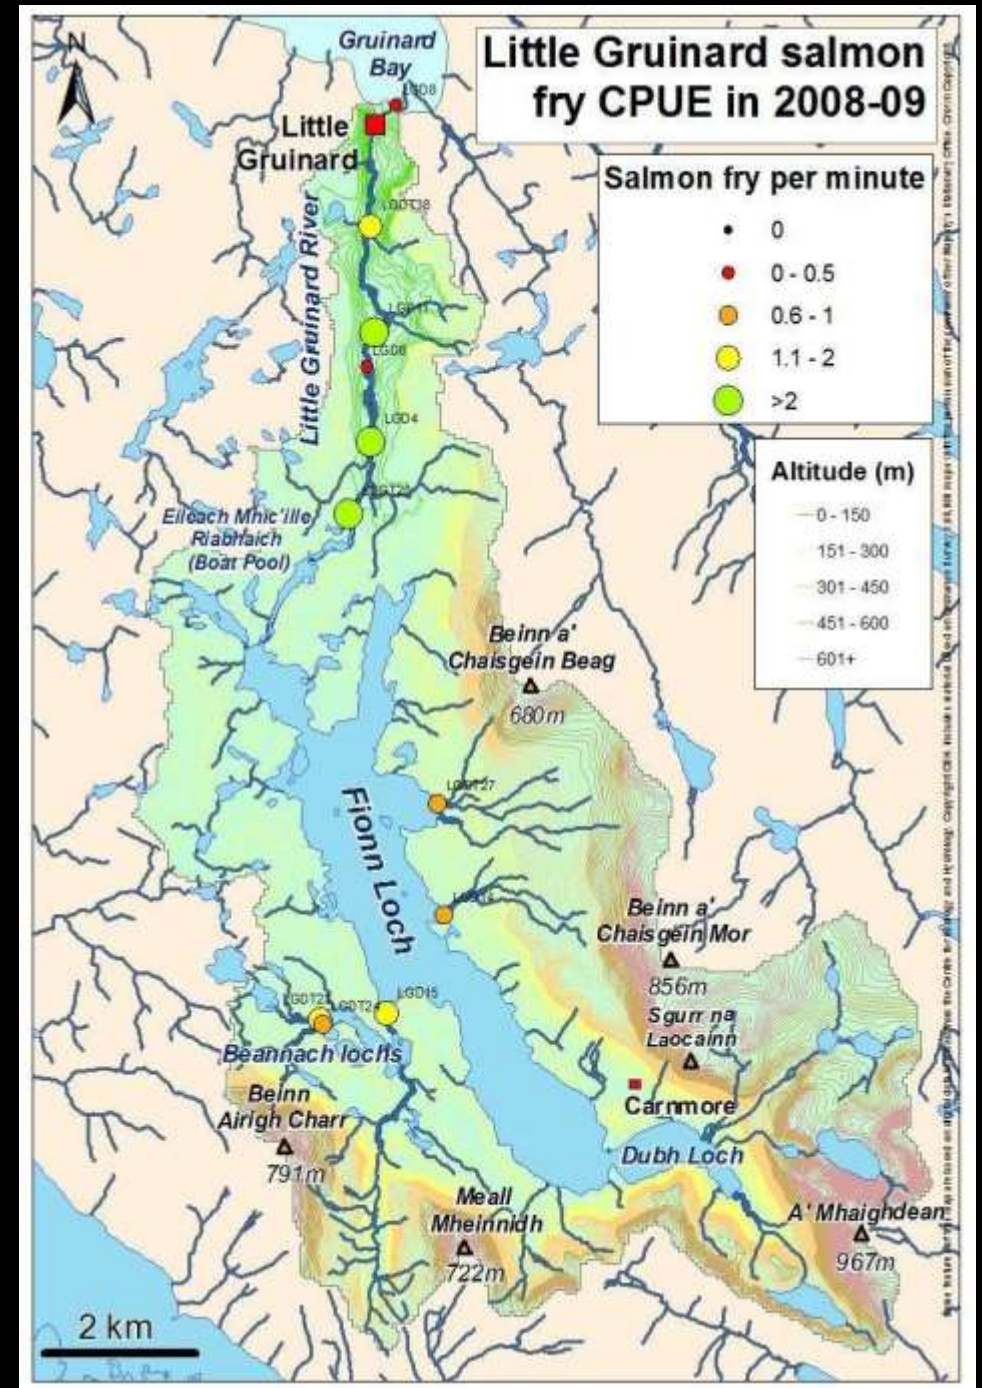 Little Gruinard salmon
fry CPUE in 2008-09
N
Gruinard
Bay
LGD8
Little
Gruinard
Little Gruinard River
Salmon fry per minute
0
0 - 0.5
0.6 - 1
1.1 - 2
>2
Altitude (m)
0 - 150
151 - 300
301 - 450
451 - 600
601+
LGDT38
LGD4
Eileach Mhic'ille
Riabhaich
(Boat Pool)
Beinn a'
Chaisgein Beag
680m
LGDT27
Fionn Loch
Beinn a'
Chaisgein Mor
856m
Sgurr na
Laocainn
LGDT24
LGD15
Beannach lochs
Carnmore
Beinn
Airigh Charr
791m
Dubh Loch
Meall
Mheinnidh
722m
A' Mhaighdean
967m
2 km